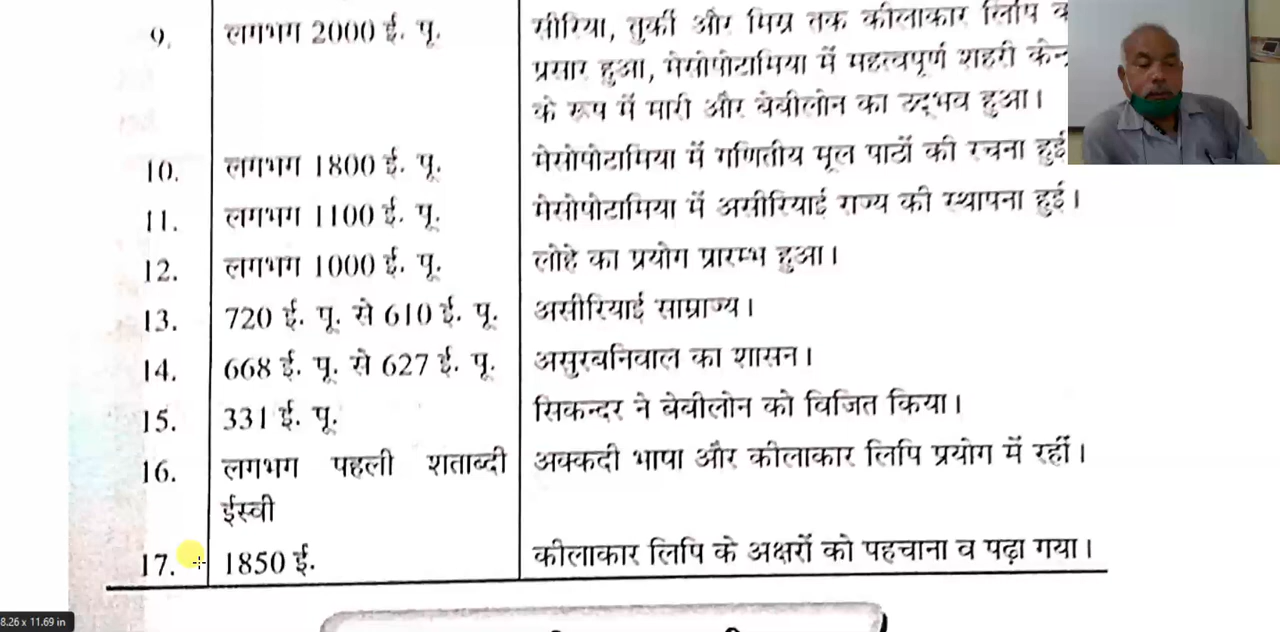 9. लगभग 2000 ई. पू. सीरिया, तुर्की और मिस्र तक कीलाकार लिपि
प्रसार हुआ, मेसोपोटामिया में महत्वपूर्ण शहरी
के रूप में मारी और बेबीलोन का उद्भव हुआ।
10. लगभग 1800 ई. पू. मेसोपोटामिया में गणितीय मूल पाठों की रचना हुई
11. लगभग 1100 ई. पू. मेसोपोटामिया में असीरियाई राज्य की स्थापना हुई।
12. लगभग 1000 ई. पू. लोहे का प्रयोग प्रारम्भ हुआ।
13. 720 ई. पू. से 610 ई. पू. असीरियाई साम्राज्य।
14. 668 ई. पू. से 627 ई. पू. असुरबनिवाल का शासन।
15. 331 ई. पू. सिकन्दर ने बेबीलोन को विजित किया।
16. लगभग पहली शताब्दी अक्कदी भाषा और कीलाकार लिपि प्रयोग में रहीं।
ईस्वी
17. 1850 ई. कीलाकार लिपि के अक्षरों को पहचाना व पढ़ा गया।
8.26 x 11.69 in